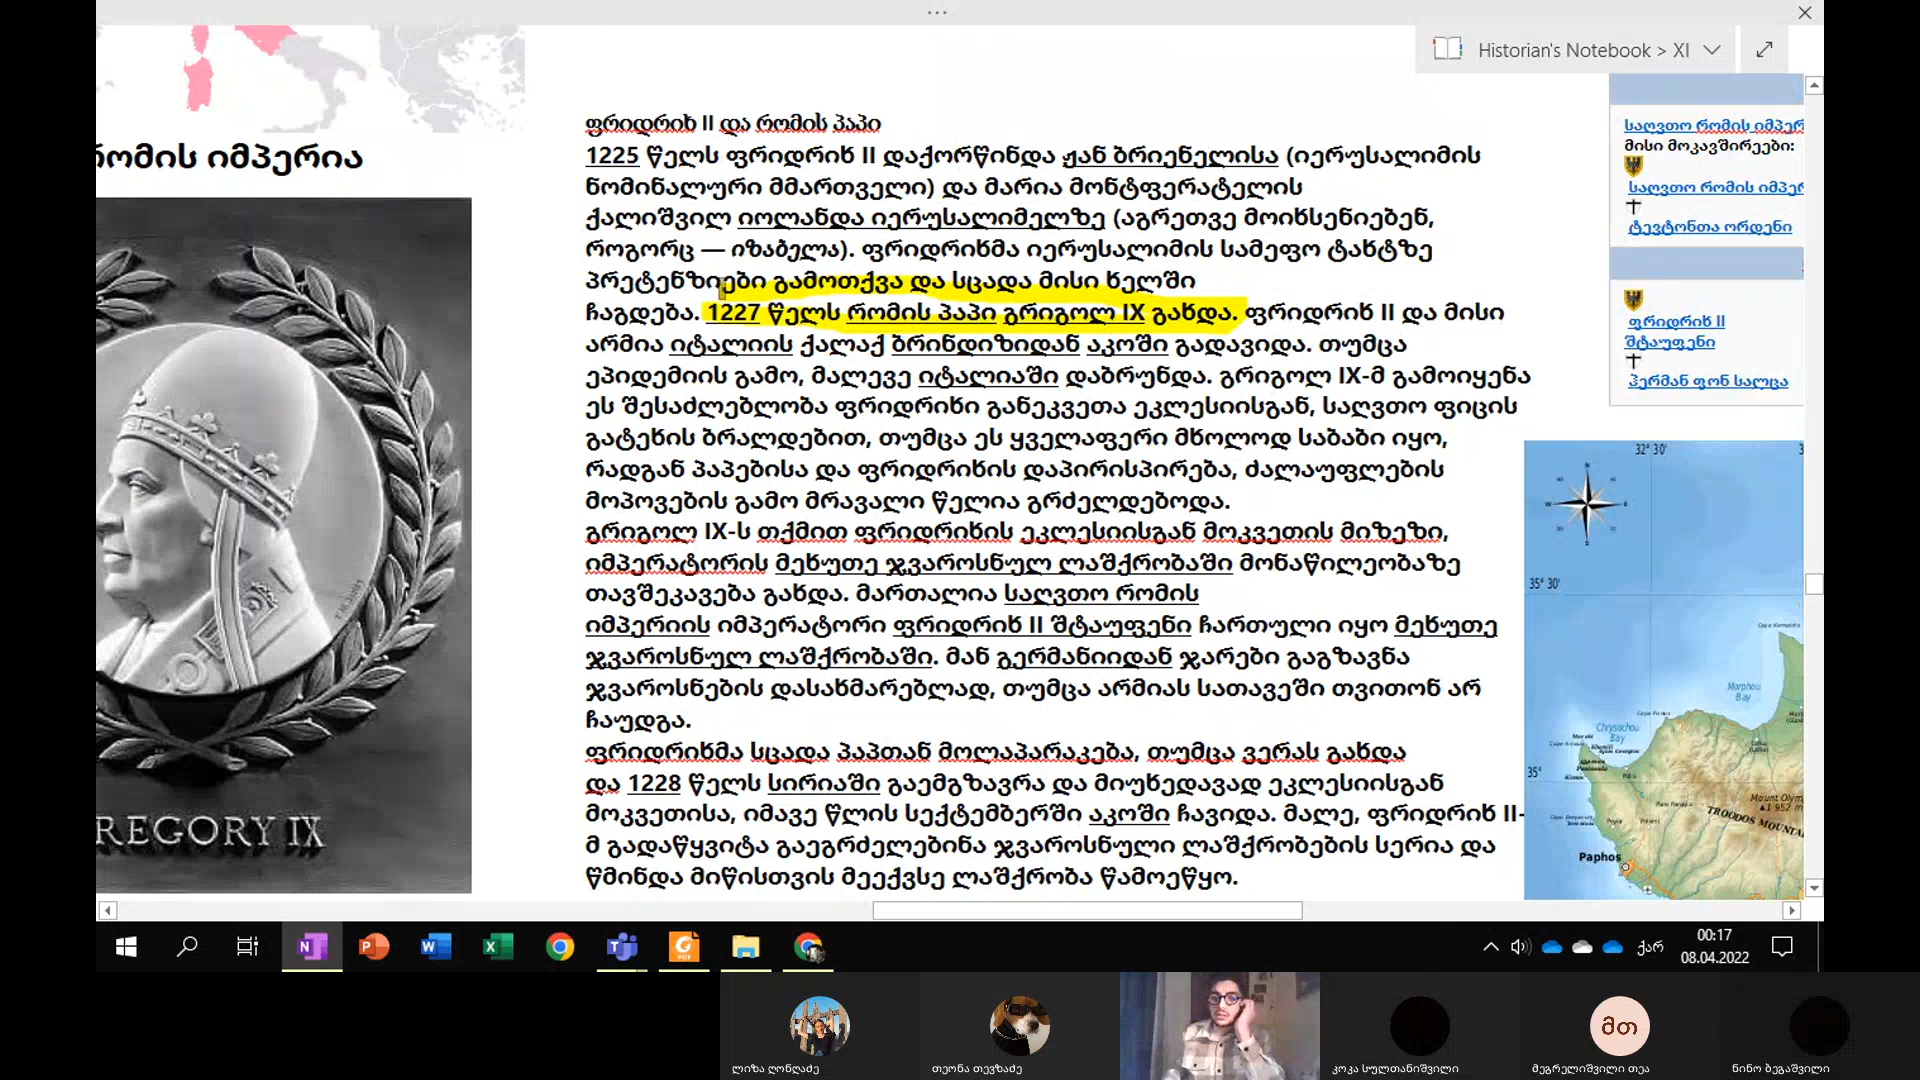 Historian's Notebook > XI
რომის იმპერია
REGORY IX
ფრიდრიხ II და რომის პაპი
1225 წელს ფრიდრიხ II დაქორწინდა ჟან ბრიენელისა (იერუსალიმის
ნომინალური მმართველი) და მარია მონტფერატელის
ქალიშვილ იოლანდა იერუსალიმელზე (აგრეთვე მოიხსენიებენ,
როგორც — იზაბელა). ფრიდრიხმა იერუსალიმის სამეფო ტახტზე
პრეტენზიები გამოთქვა და სცადა მისი ხელში
ჩაგდება. 1227 წელს რომის პაპი გრიგოლ IX გახდა. ფრიდრიხ II და მისი
არმია იტალიის ქალაქ ბრინდიზიდან აკოში გადავიდა. თუმცა
ეპიდემიის გამო, მალევე იტალიაში დაბრუნდა. გრიგოლ IX-მ გამოიყენა
ეს შესაძლებლობა ფრიდრიხი განეკვეთა ეკლესიისგან, საღვთო ფიცის
გატეხის ბრალდებით, თუმცა ეს ყველაფერი მხოლოდ საბაბი იყო,
რადგან პაპებისა და ფრიდრიხის დაპირისპირება, ძალაუფლების
მოპოვების გამო მრავალი წელია გრძელდებოდა.
გრიგოლ IX-ს თქმით ფრიდრიხის ეკლესიისგან მოკვეთის მიზეზი,
იმპერატორის მეხუთე ჯვაროსნულ ლაშქრობაში მონაწილეობაზე
თავშეკავება გახდა. მართალია საღვთო რომის
იმპერიის იმპერატორი ფრიდრიხ II შტაუფენი ჩართული იყო მეხუთე
ჯვაროსნულ ლაშქრობაში. მან გერმანიიდან ჯარები გაგზავნა
ჯვაროსნების დასახმარებლად, თუმცა არმიას სათავეში თვითონ არ
ჩაუდგა.
ფრიდრიხმა სცადა პაპთან მოლაპარაკება, თუმცა ვერას გახდა
და 1228 წელს სირიაში გაემგზავრა და მიუხედავად ეკლესიისგან
მოკვეთისა, იმავე წლის სექტემბერში აკოში ჩავიდა. მალე, ფრიდრიხ II-
მ გადაწყვიტა გაეგრძელებინა ჯვაროსნული ლაშქრობების სერია და
წმინდა მიწისთვის მეექვსე ლაშქრობა წამოეწყო.
საღვთო რომის იმპერ
მისი მოკავშირეები:
საღვთო რომის იმპერ
ტევტონთა ორდენი
ფრიდრიხ II
შტაუფენი
ჰერმან ფონ სალცა
32° 30'
35° 30'
35°
Morphou
Bay
Chrysochou
Bay
Mount Olym
1 952 m
TROODOS MOUNTA
Paphos
ქარ
00:17
08.04.2022
ლიზა ღონღაძე
თეონა თევზაძე
კოკა სულთანიშვილი
მთ
მეგრელიშვილი თეა
ნინო ბეგაშვილი